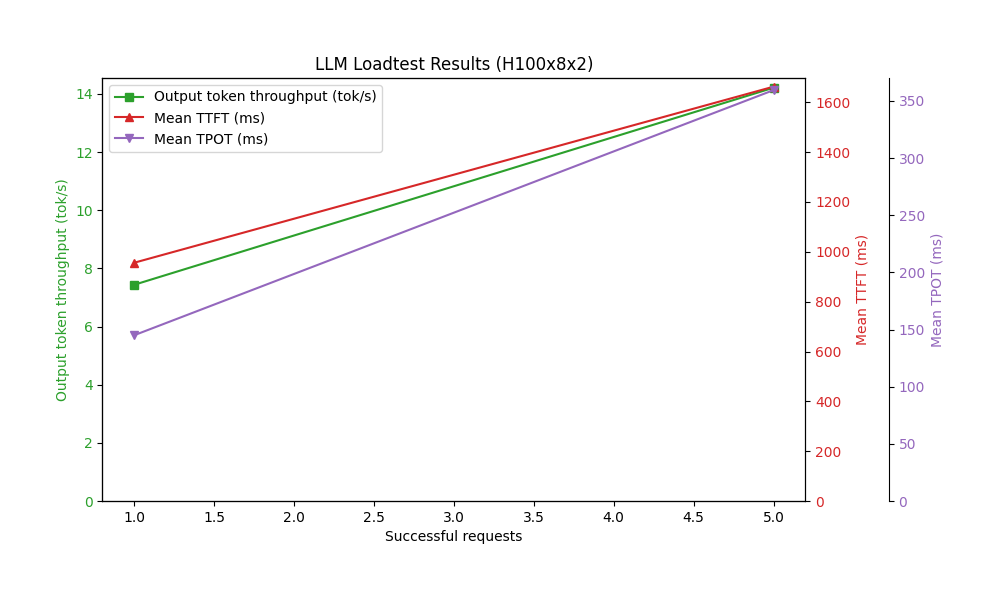 LLM Loadtest Results (H100x8x2)
Output token throughput (tok/s)
Mean TTFT (ms)
Mean TPOT (ms)
Output token throughput (tok/s)
14
12
10
8
6
4
2
0
1.0 1.5 2.0 2.5 3.0 3.5 4.0 4.5 5.0
Successful requests
1600
1400
1200
1000
800
600
400
200
0
Mean TTFT (ms)
350
300
250
200
150
100
50
0
Mean TPOT (ms)